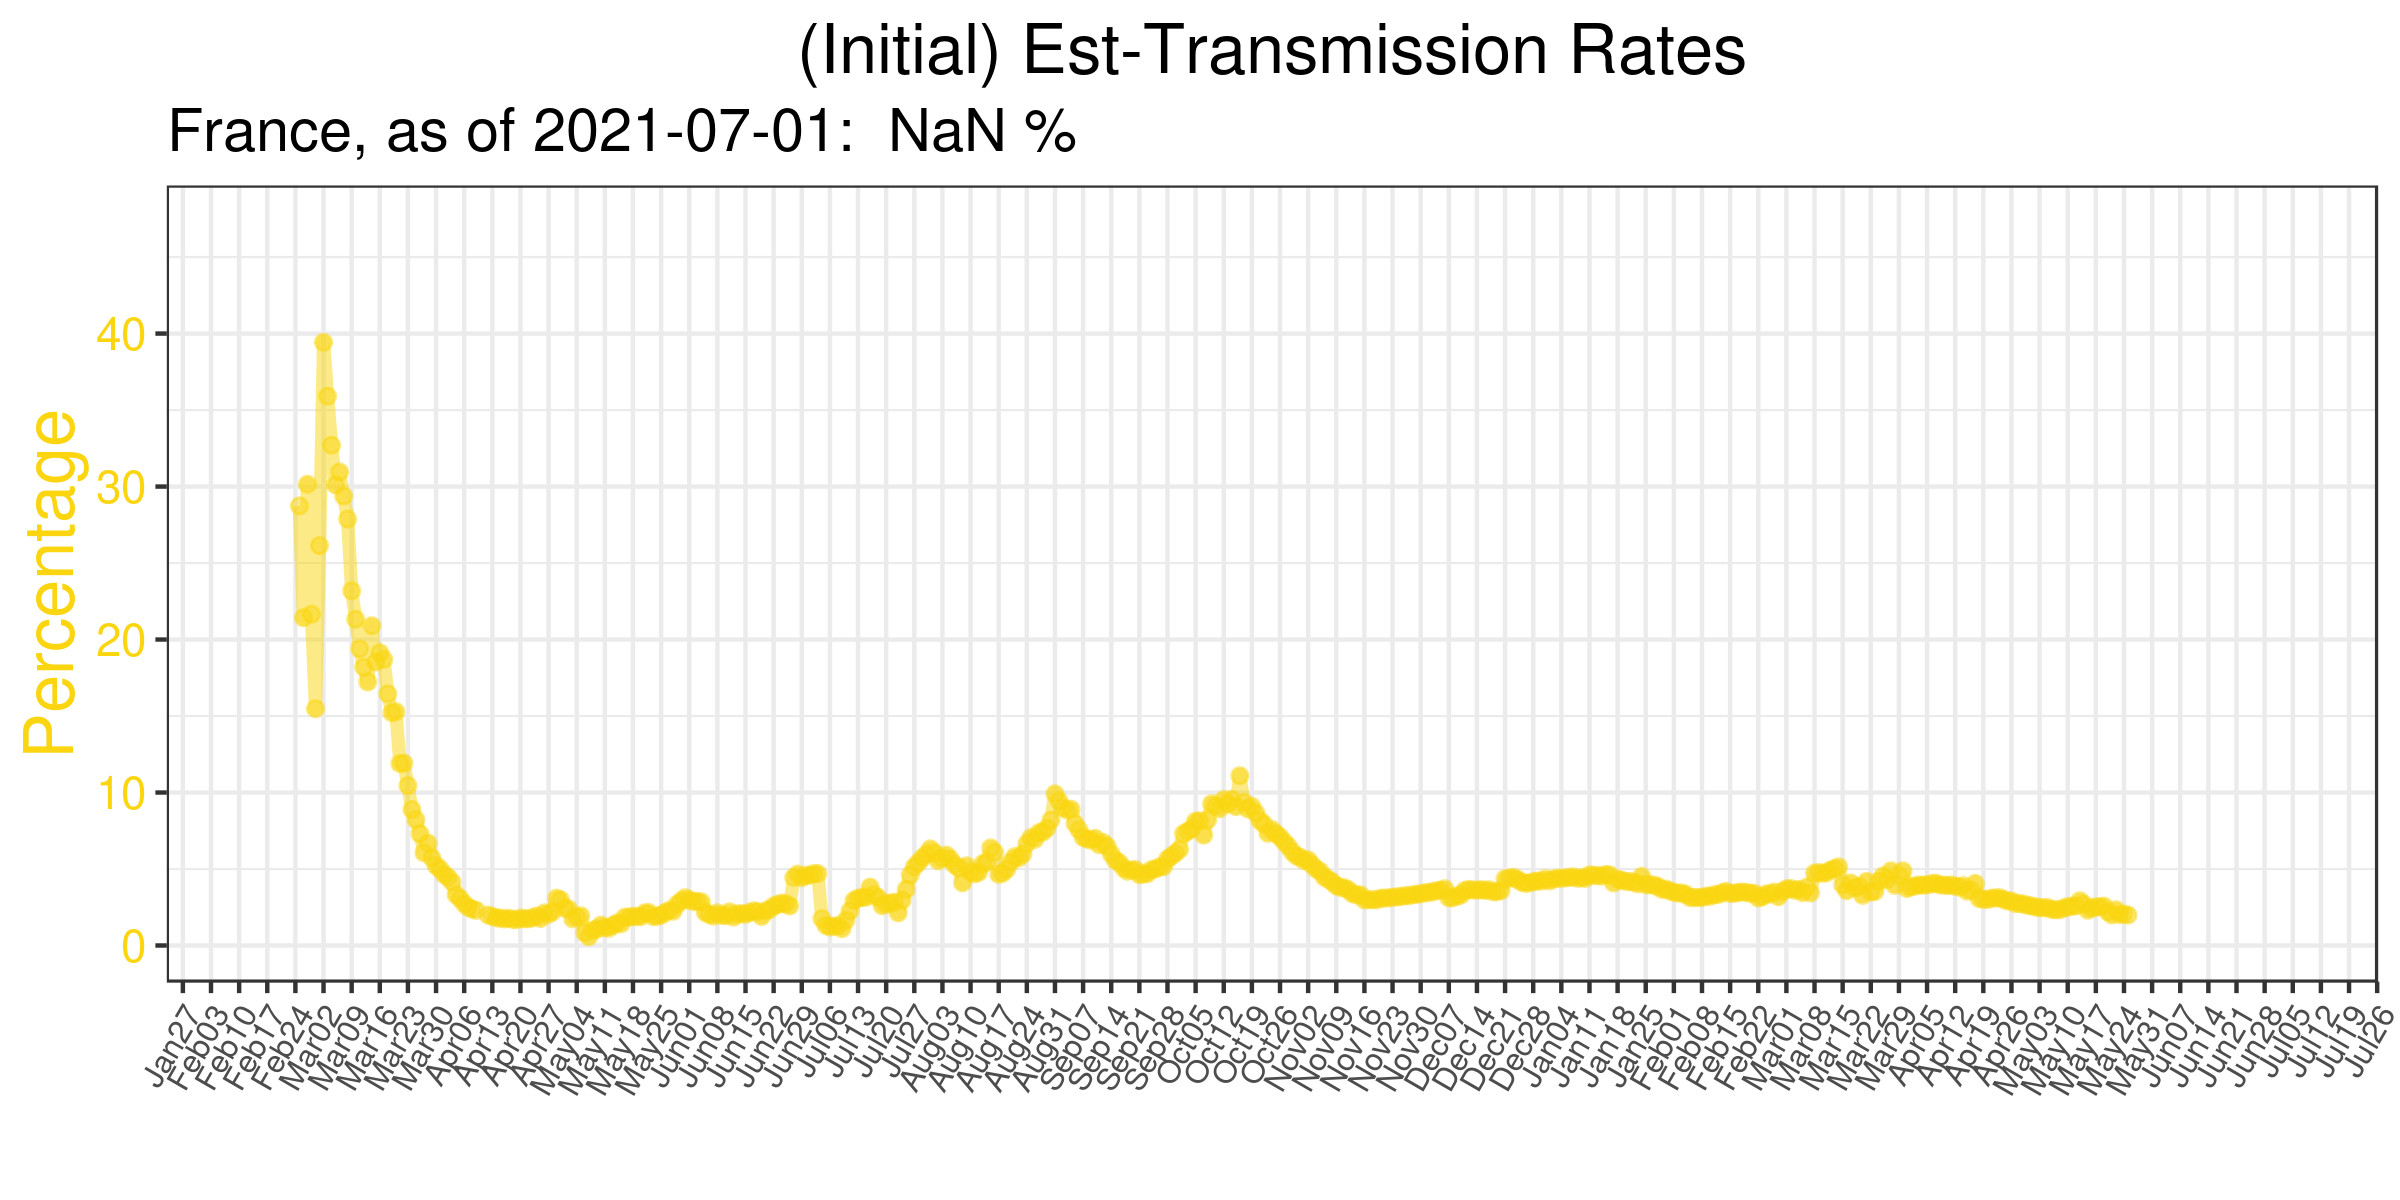 (Initial) Est-Transmission Rates
France, as of 2021-07-01: NaN %
Percentage
40
30
20
10
0
Jan27
Feb03
Feb10
Feb17
Feb24
Mar02
Mar09
Mar16
Mar23
Mar30
Apr06
Apr13
Apr20
Apr27
May04
May11
May18
May25
Jun01
Jun08
Jun15
Jun22
Jun29
Jul06
Jul13
Jul20
Jul27
Aug03
Aug10
Aug17
Aug24
Aug31
Sep07
Sep14
Sep21
Sep28
Oct05
Oct12
Oct19
Oct26
Nov02
Nov09
Nov16
Nov23
Nov30
Dec07
Dec14
Dec21
Dec28
Jan04
Jan11
Jan18
Jan25
Feb01
Feb08
Feb15
Feb22
Mar01
Mar08
Mar15
Mar22
Mar29
Apr05
Apr12
Apr19
Apr26
May03
May10
May17
May24
May31
Jun07
Jun14
Jun21
Jun28
Jul05
Jul12
Jul19
Jul26